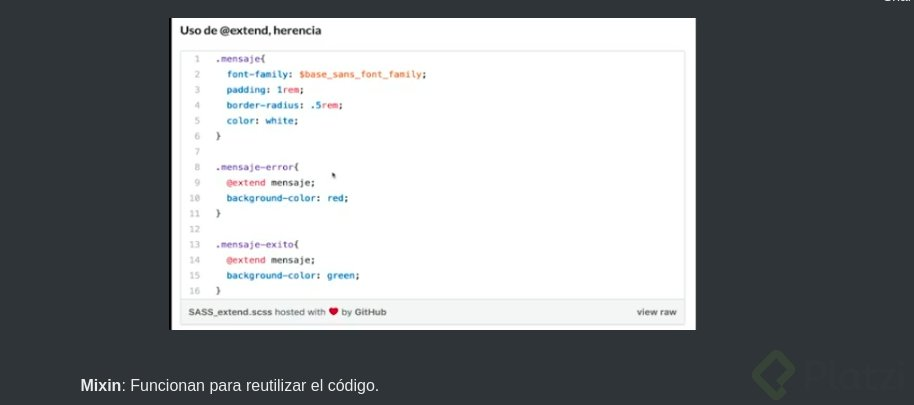 Uso de @extend, herencia
1 .mensaje{
2 font-family: $base_sans_font_family;
3 padding: 1rem;
4 border-radius: .5rem;
5 color: white;
6 }
7
8 .mensaje-error{
9 @extend mensaje;
10 background-color: red;
11 }
12
13 .mensaje-exito{
14 @extend mensaje;
15 background-color: green;
16 }
SASS_extend.scss hosted with ❤ by GitHub view raw
Mixin: Funcionan para reutilizar el código.
Platzi